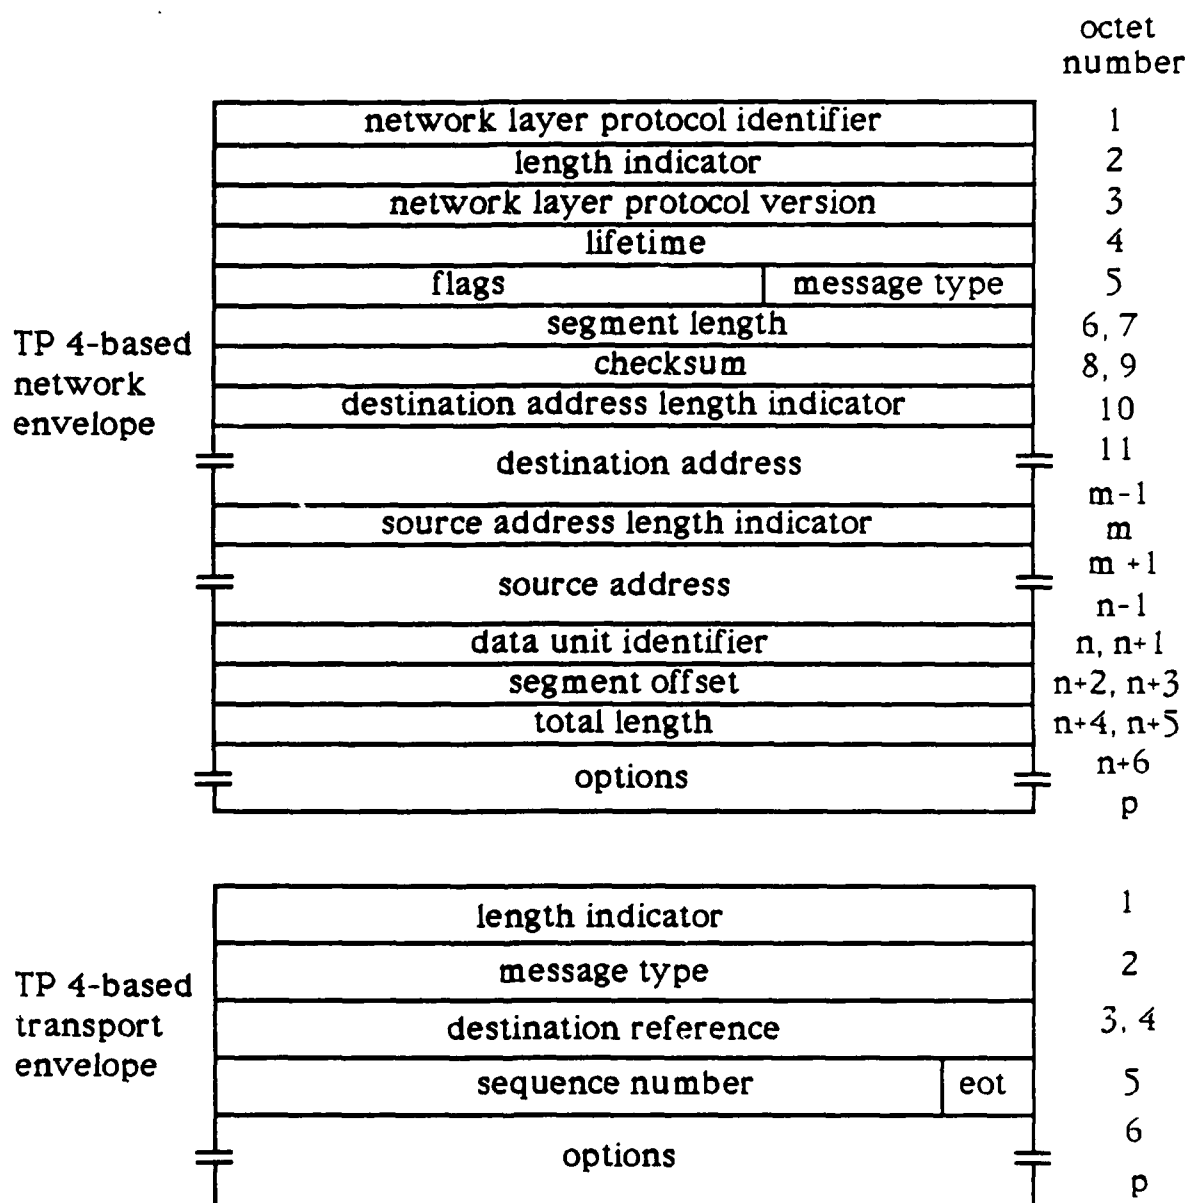 octet
number
network layer protocol identifier 1
length indicator 2
network layer protocol version 3
lifetime 4
flags message type 5
segment length 6, 7
checksum 8, 9
destination address length indicator 10
11
destination address
m-1
source address length indicator m
m +1
source address
n-1
data unit identifier n, n+1
segment offset n+2, n+3
total length n+4, n+5
n+6
options
p
TP 4-based
network
envelope
length indicator 1
message type 2
destination reference 3, 4
sequence number eot 5
6
options
p
TP 4-based
transport
envelope